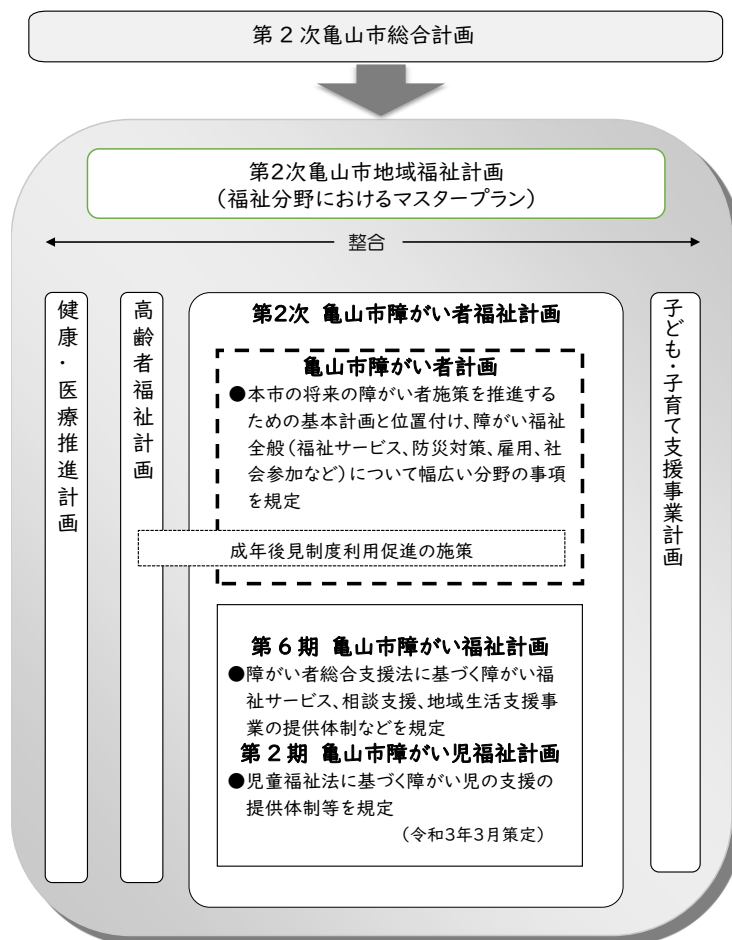 第2次亀山市総合計画
第2次亀山市地域福祉計画
（福祉分野におけるマスタープラン）
整合
健康・医療推進計画
高齢者福祉計画
第2次 亀山市障がい者福祉計画
亀山市障がい者計画
●本市の将来の障がい者施策を推進する
ための基本計画と位置付け、障がい福祉
全般（福祉サービス、防災対策、雇用、社
会参加など）について幅広い分野の事項
を規定
成年後見制度利用促進の施策
第6期 亀山市障がい福祉計画
●障がい者総合支援法に基づく障がい福
祉サービス、相談支援、地域生活支援事
業の提供体制などを規定
第2期 亀山市障がい児福祉計画
●児童福祉法に基づく障がい児の支援の
提供体制等を規定
（令和3年3月策定）
子ども・子育て支援事業計画